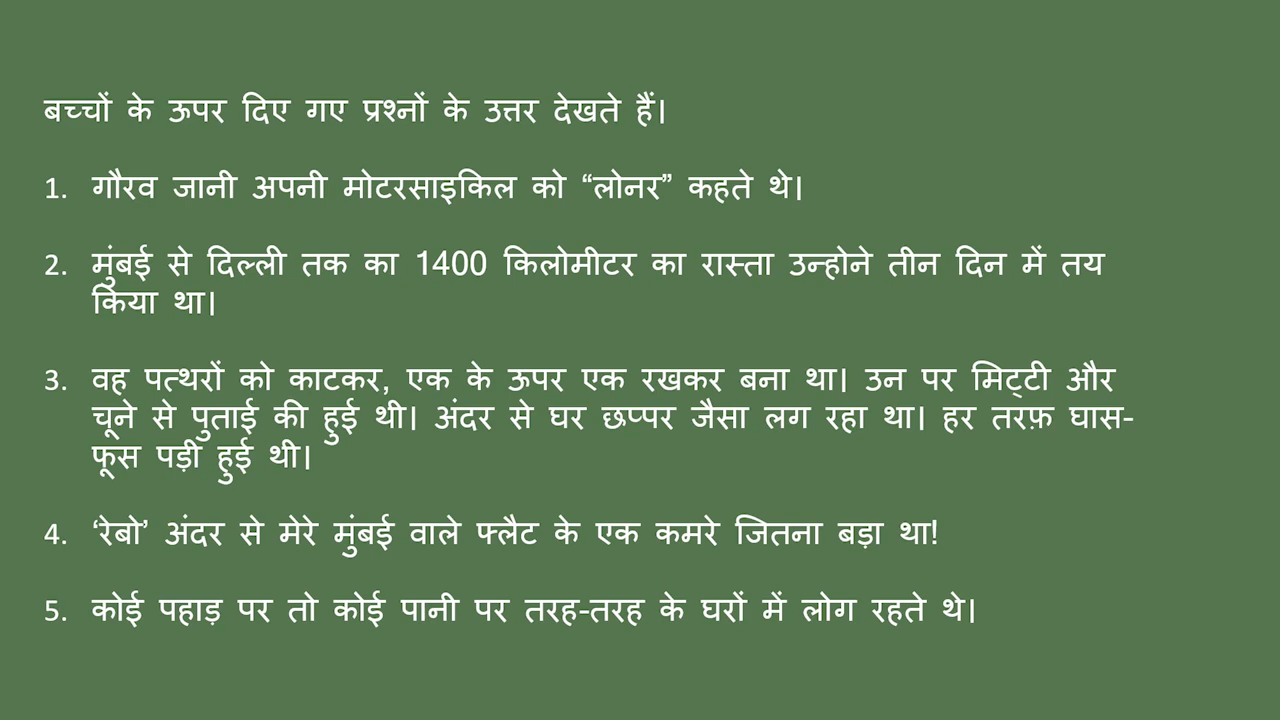 बच्चों के ऊपर दिए गए प्रश्नों के उत्तर देखते हैं।
1. गौरव जानी अपनी मोटरसाइकिल को “लोनर” कहते थे।
2. मुंबई से दिल्ली तक का 1400 किलोमीटर का रास्ता उन्होने तीन दिन में तय
किया था।
3. वह पत्थरों को काटकर, एक के ऊपर एक रखकर बना था। उन पर मिट्टी और
चूने से पुताई की हुई थी। अंदर से घर छप्पर जैसा लग रहा था। हर तरफ़ घास-
फूस पड़ी हुई थी।
4. ‘रेबो’ अंदर से मेरे मुंबई वाले फ्लैट के एक कमरे जितना बड़ा था!
5. कोई पहाड़ पर तो कोई पानी पर तरह-तरह के घरों में लोग रहते थे।